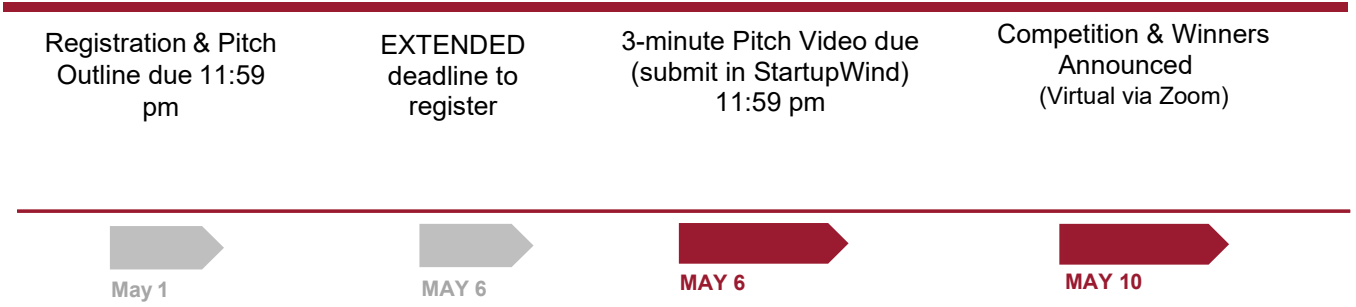 Registration & Pitch
Outline due 11:59
pm
EXTENDED
deadline to
register
3-minute Pitch Video due
(submit in StartupWind)
11:59 pm
Competition & Winners
Announced
(Virtual via Zoom)
May 1
MAY 6
MAY 6
MAY 10